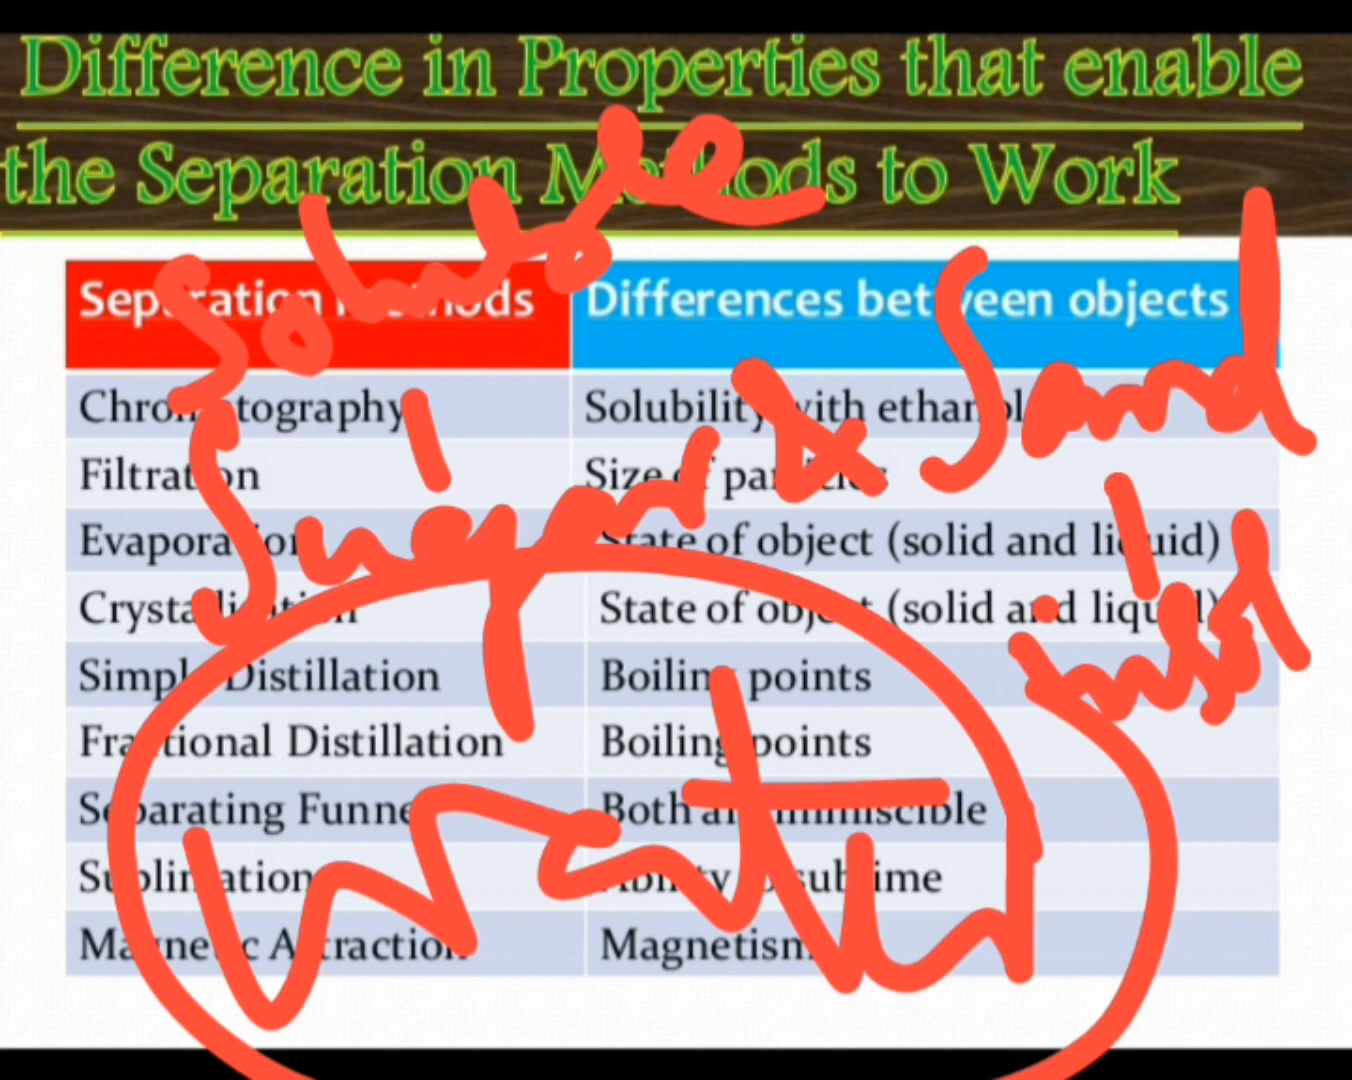 Difference in Properties that enable
the Separation Methods to Work
Soluble
Separation Methods Differences between objects
Chromatography Solubility with ethanol
Sugar & Sand
Filtration Size of particles
Evaporation State of object (solid and liquid)
Crystallisation State of object (solid and liquid)
Simple Distillation Boiling points
Fractional Distillation Boiling points
Separating Funnel Both are immiscible
Water
Sublimation Ability to sublime
Magnetic Attraction Magnetism